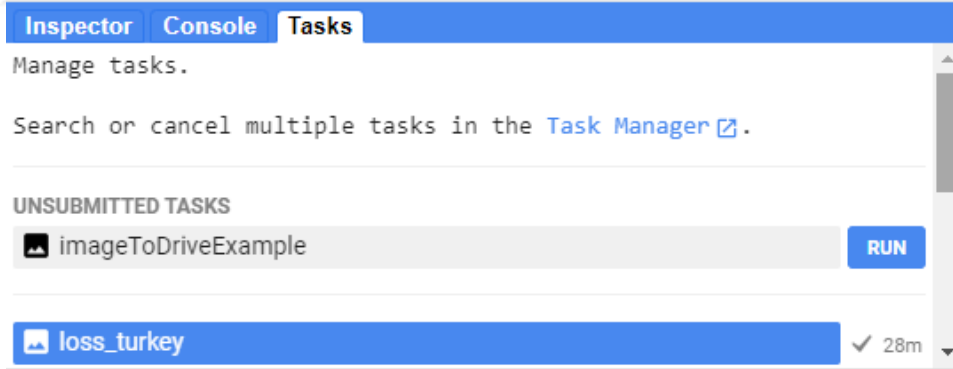 Inspector Console Tasks
Manage tasks.
Search or cancel multiple tasks in the Task Manager.
UNSUBMITTED TASKS
imageToDriveExample RUN
loss_turkey 28m